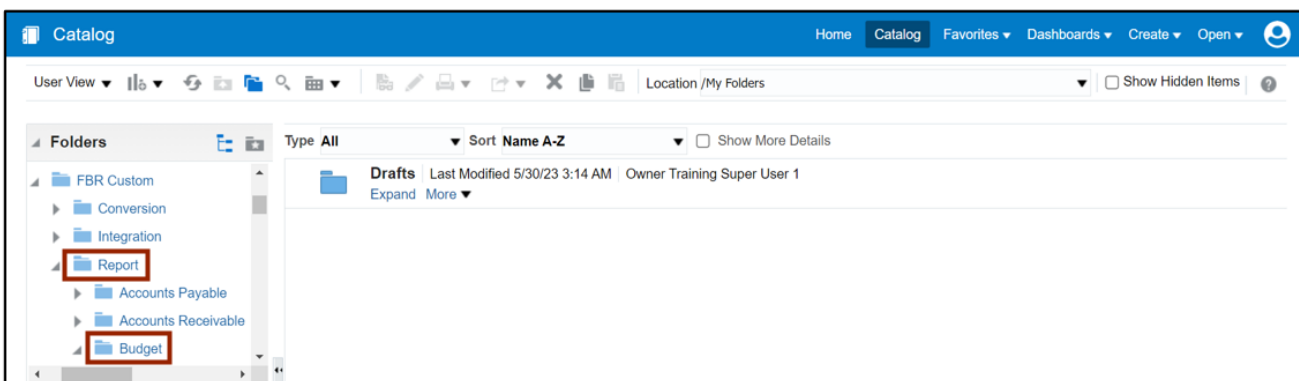 Catalog Home Catalog Favorites Dashboards Create Open
User View Location /My Folders Show Hidden Items
Folders Type All Sort Name A-Z Show More Details
FBR Custom Drafts Last Modified 5/30/23 3:14 AM Owner Training Super User 1
Expand More
Conversion
Integration
Report
Accounts Payable
Accounts Receivable
Budget